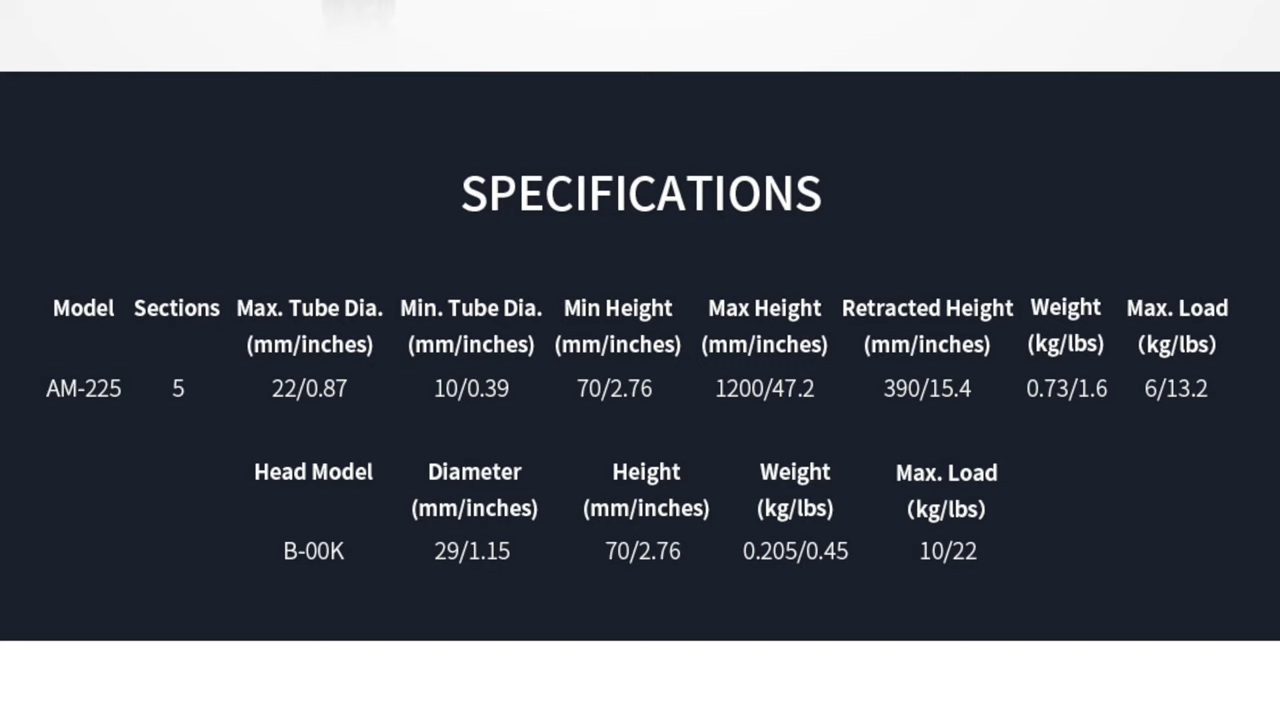 SPECIFICATIONS
Model Sections Max. Tube Dia. Min. Tube Dia. Min Height Max Height Retracted Height Weight Max. Load
(mm/inches) (mm/inches) (mm/inches) (mm/inches) (mm/inches) (kg/lbs) (kg/lbs)
AM-225 5 22/0.87 10/0.39 70/2.76 1200/47.2 390/15.4 0.73/1.6 6/13.2
Head Model Diameter Height Weight Max. Load
(mm/inches) (mm/inches) (kg/lbs) (kg/lbs)
B-00K 29/1.15 70/2.76 0.205/0.45 10/22